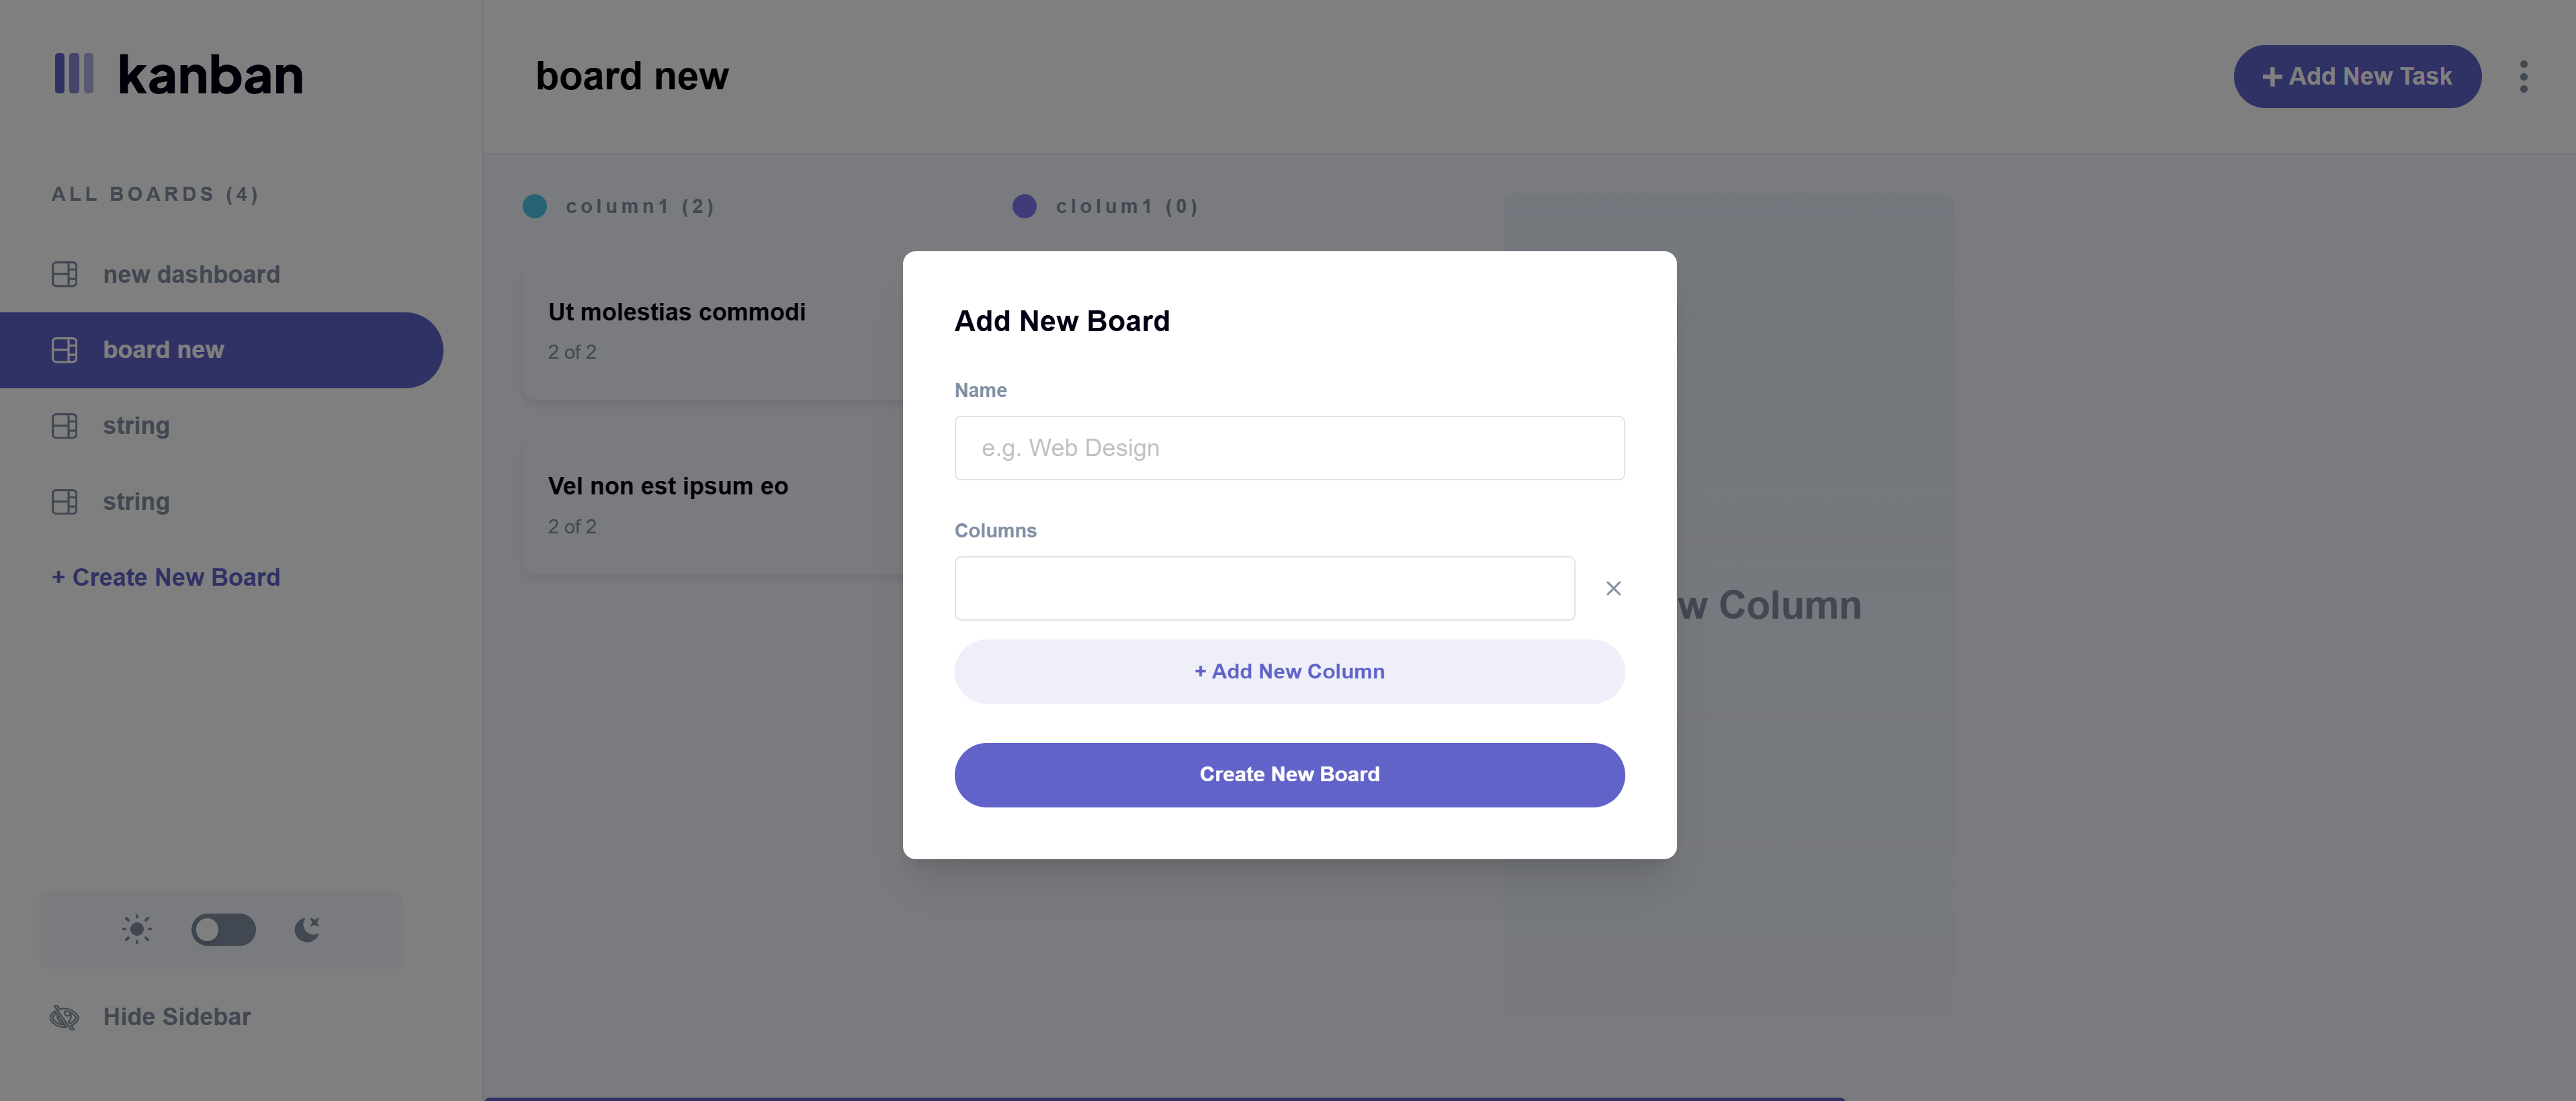 kanban
ALL BOARDS (4)
new dashboard
board new
string
string
+ Create New Board
Hide Sidebar
board new
+ Add New Task
column1 (2)
Ut molestias commodi
2 of 2
Vel non est ipsum eo
2 of 2
clolum1 (0)
w Column
Add New Board
Name
e.g. Web Design
Columns
+ Add New Column
Create New Board